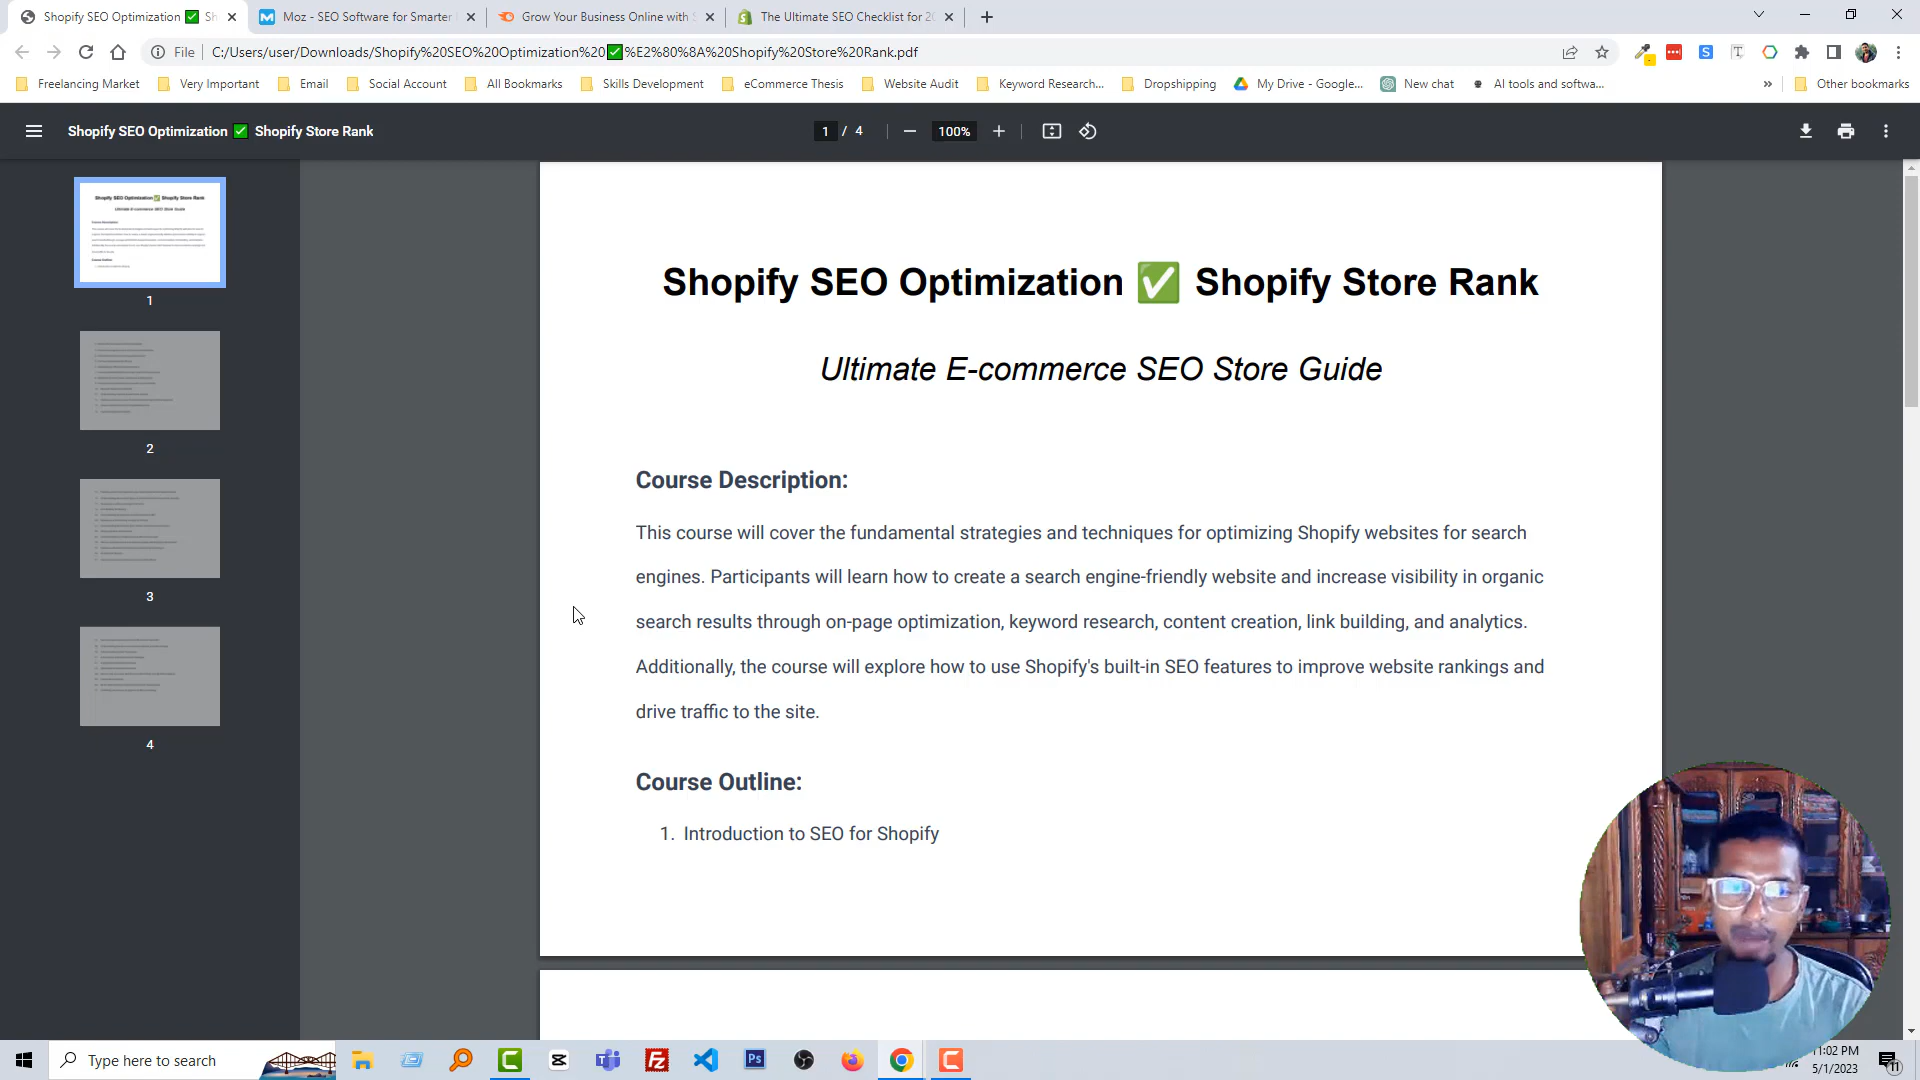 Shopify SEO Optimization ✅ Sh
Moz - SEO Software for Smarter
Grow Your Business Online with S
The Ultimate SEO Checklist for 20
File
C:/Users/user/Downloads/Shopify%20SEO%20Optimization%20✅%E2%80%8A%20Shopify%20Store%20Rank.pdf
Freelancing Market
Very Important
Email
Social Account
All Bookmarks
Skills Development
eCommerce Thesis
Website Audit
Keyword Research...
Dropshipping
My Drive - Google...
New chat
AI tools and softwa...
»
Other bookmarks
Shopify SEO Optimization ✅ Shopify Store Rank
1 / 4
100%
1
2
3
4
Shopify SEO Optimization ✅ Shopify Store Rank
Ultimate E-commerce SEO Store Guide
Course Description:
This course will cover the fundamental strategies and techniques for optimizing Shopify websites for search
engines. Participants will learn how to create a search engine-friendly website and increase visibility in organic
search results through on-page optimization, keyword research, content creation, link building, and analytics.
Additionally, the course will explore how to use Shopify's built-in SEO features to improve website rankings and
drive traffic to the site.
Course Outline:
1. Introduction to SEO for Shopify
Type here to search
11:02 PM
5/1/2023
11